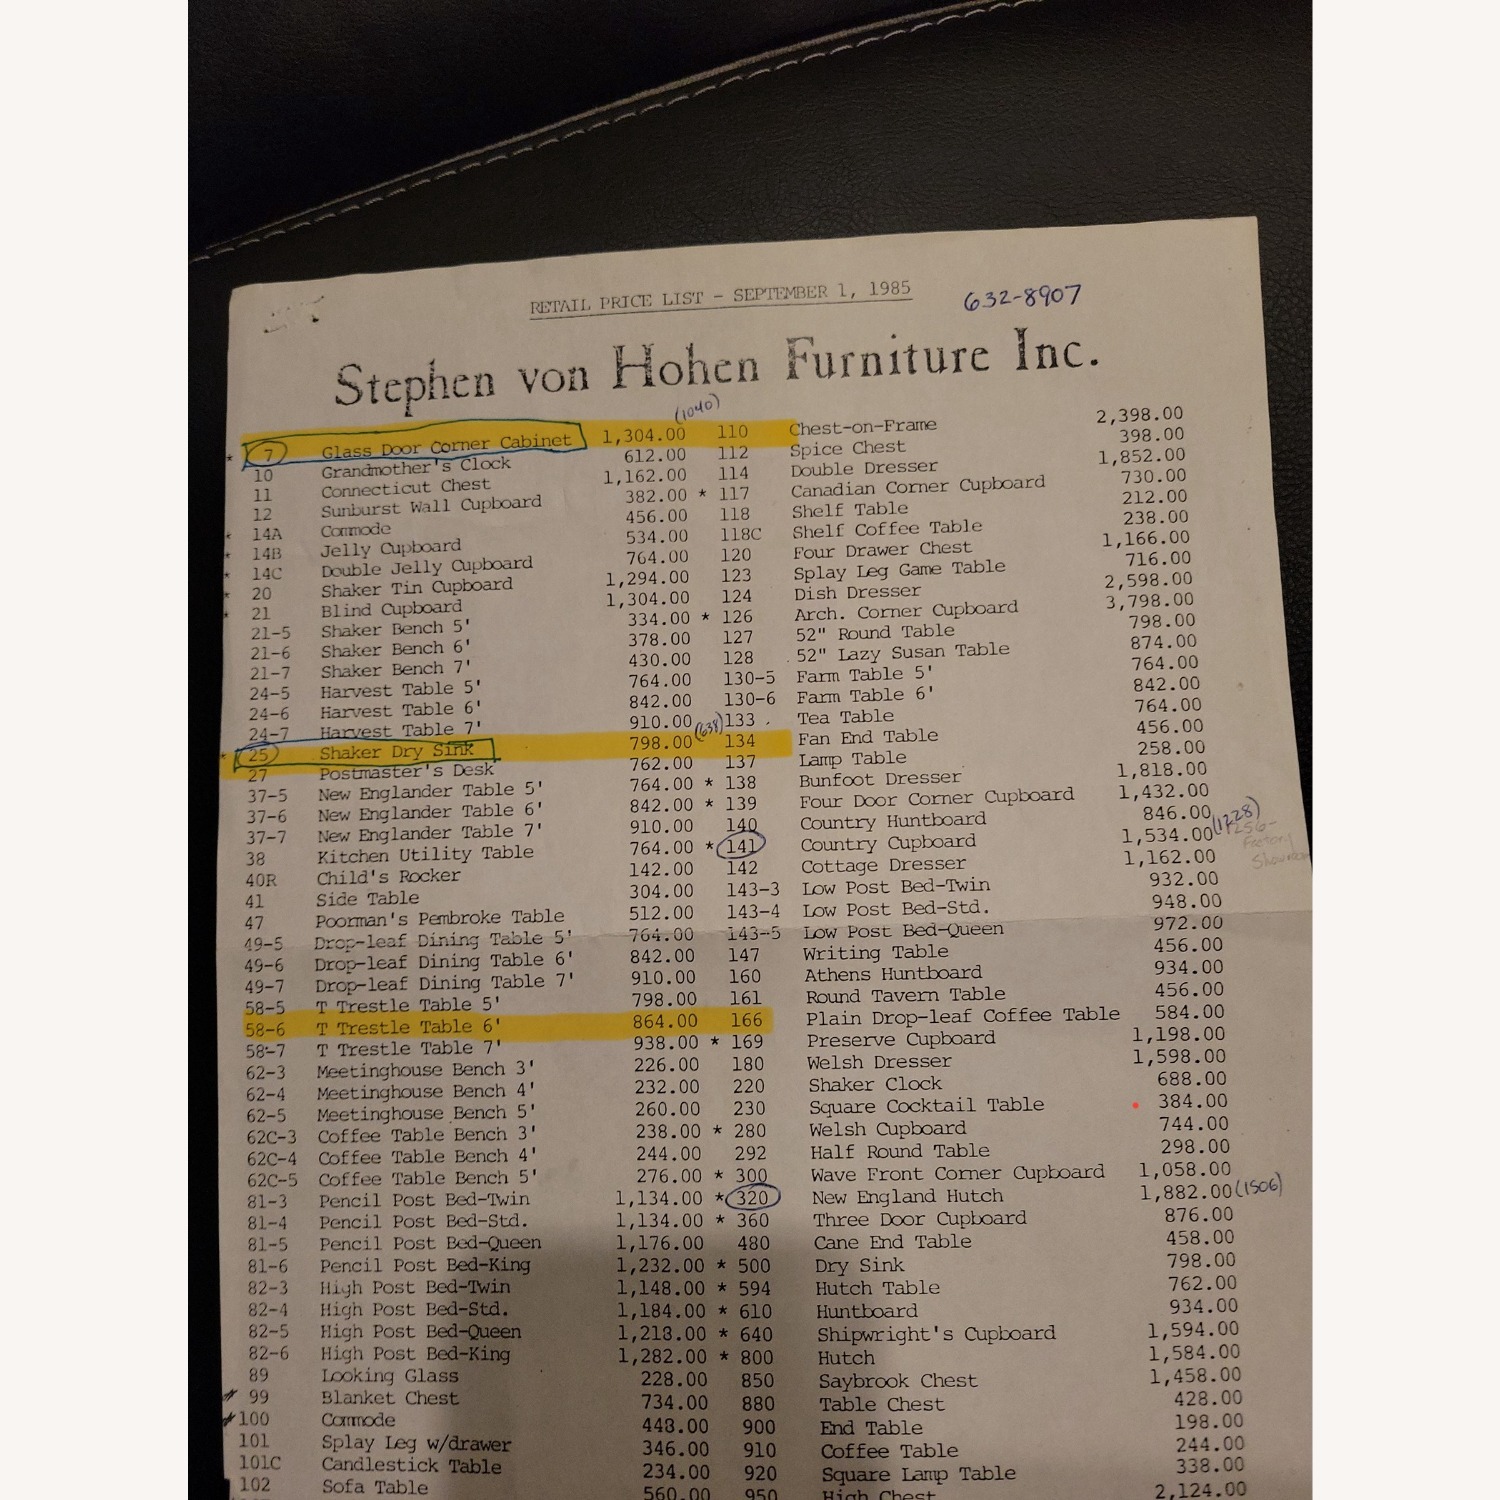 RETAIL PRICE LIST - SEPTEMBER 1, 1985 632-8907
Stephen von Hohen Furniture Inc.
(1040)
* 7 Glass Door Corner Cabinet 1,304.00 110 Chest-on-Frame 2,398.00
10 Grandmother's Clock 612.00 112 Spice Chest 398.00
11 Connecticut Chest 1,162.00 114 Double Dresser 1,852.00
12 Sunburst Wall Cupboard 382.00 * 117 Canadian Corner Cupboard 730.00
* 14A Commode 456.00 118 Shelf Table 212.00
* 14B Jelly Cupboard 534.00 118C Shelf Coffee Table 238.00
* 14C Double Jelly Cupboard 764.00 120 Four Drawer Chest 1,166.00
* 20 Shaker Tin Cupboard 1,294.00 123 Splay Leg Game Table 716.00
* 21 Blind Cupboard 1,304.00 124 Dish Dresser 2,598.00
21-5 Shaker Bench 5' 334.00 * 126 Arch. Corner Cupboard 3,798.00
21-6 Shaker Bench 6' 378.00 127 52" Round Table 798.00
21-7 Shaker Bench 7' 430.00 128 52" Lazy Susan Table 874.00
24-5 Harvest Table 5' 764.00 130-5 Farm Table 5' 764.00
24-6 Harvest Table 6' 842.00 130-6 Farm Table 6' 842.00
24-7 Harvest Table 7' 910.00 133 Tea Table 764.00
* 25 Shaker Dry Sink 798.00 (638) 134 Fan End Table 456.00
27 Postmaster's Desk 762.00 137 Lamp Table 258.00
37-5 New Englander Table 5' 764.00 * 138 Bunfoot Dresser 1,818.00
37-6 New Englander Table 6' 842.00 * 139 Four Door Corner Cupboard 1,432.00
37-7 New Englander Table 7' 910.00 140 Country Huntboard 846.00
38 Kitchen Utility Table 764.00 * 141 Country Cupboard 1,534.00 (1228)
Factory
Showroom
40R Child's Rocker 142.00 142 Cottage Dresser 1,162.00
41 Side Table 304.00 143-3 Low Post Bed-Twin 932.00
47 Poorman's Pembroke Table 512.00 143-4 Low Post Bed-Std. 948.00
49-5 Drop-leaf Dining Table 5' 764.00 143-5 Low Post Bed-Queen 972.00
49-6 Drop-leaf Dining Table 6' 842.00 147 Writing Table 456.00
49-7 Drop-leaf Dining Table 7' 910.00 160 Athens Huntboard 934.00
58-5 T Trestle Table 5' 798.00 161 Round Tavern Table 456.00
58-6 T Trestle Table 6' 864.00 166 Plain Drop-leaf Coffee Table 584.00
58-7 T Trestle Table 7' 938.00 * 169 Preserve Cupboard 1,198.00
62-3 Meetinghouse Bench 3' 226.00 180 Welsh Dresser 1,598.00
62-4 Meetinghouse Bench 4' 232.00 220 Shaker Clock 688.00
62-5 Meetinghouse Bench 5' 260.00 230 Square Cocktail Table 384.00
62C-3 Coffee Table Bench 3' 238.00 * 280 Welsh Cupboard 744.00
62C-4 Coffee Table Bench 4' 244.00 292 Half Round Table 298.00
62C-5 Coffee Table Bench 5' 276.00 * 300 Wave Front Corner Cupboard 1,058.00
81-3 Pencil Post Bed-Twin 1,134.00 * 320 New England Hutch 1,882.00 (1506)
81-4 Pencil Post Bed-Std. 1,134.00 * 360 Three Door Cupboard 876.00
81-5 Pencil Post Bed-Queen 1,176.00 480 Cane End Table 458.00
81-6 Pencil Post Bed-King 1,232.00 * 500 Dry Sink 798.00
82-3 High Post Bed-Twin 1,148.00 * 594 Hutch Table 762.00
82-4 High Post Bed-Std. 1,184.00 * 610 Huntboard 934.00
82-5 High Post Bed-Queen 1,218.00 * 640 Shipwright's Cupboard 1,594.00
82-6 High Post Bed-King 1,282.00 * 800 Hutch 1,584.00
89 Looking Glass 228.00 850 Saybrook Chest 1,458.00
* 99 Blanket Chest 734.00 880 Table Chest 428.00
* 100 Commode 448.00 900 End Table 198.00
101 Splay Leg w/drawer 346.00 910 Coffee Table 244.00
101C Candlestick Table 234.00 920 Square Lamp Table 338.00
102 Sofa Table 560.00 950 High Chest 2,124.00